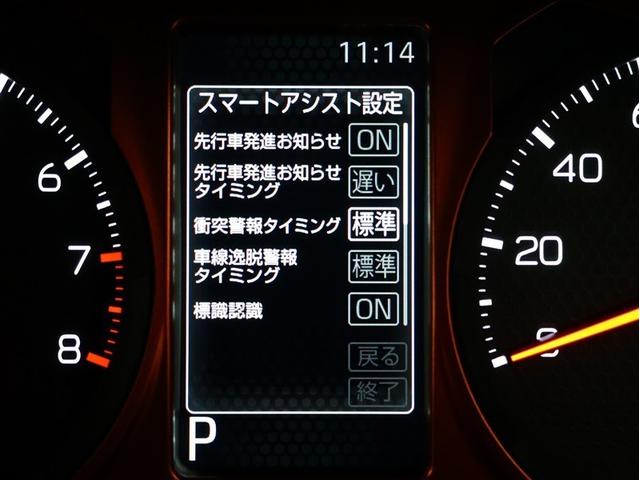 11:14
スマートアシスト設定
先行車発進お知らせ ON
先行車発進お知らせ
タイミング 遅い
衝突警報タイミング 標準
車線逸脱警報
タイミング 標準
標識認識 ON
戻る
終了
P
6
7
8
40
20
0